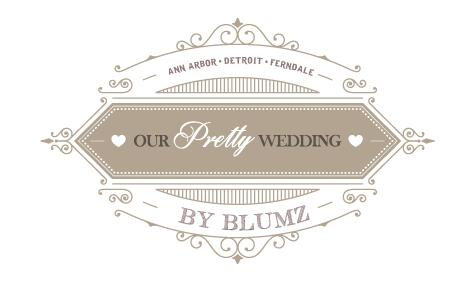 ANN ARBOR • DETROIT • FERNDALE
OUR Pretty WEDDING
BY BLUMZ